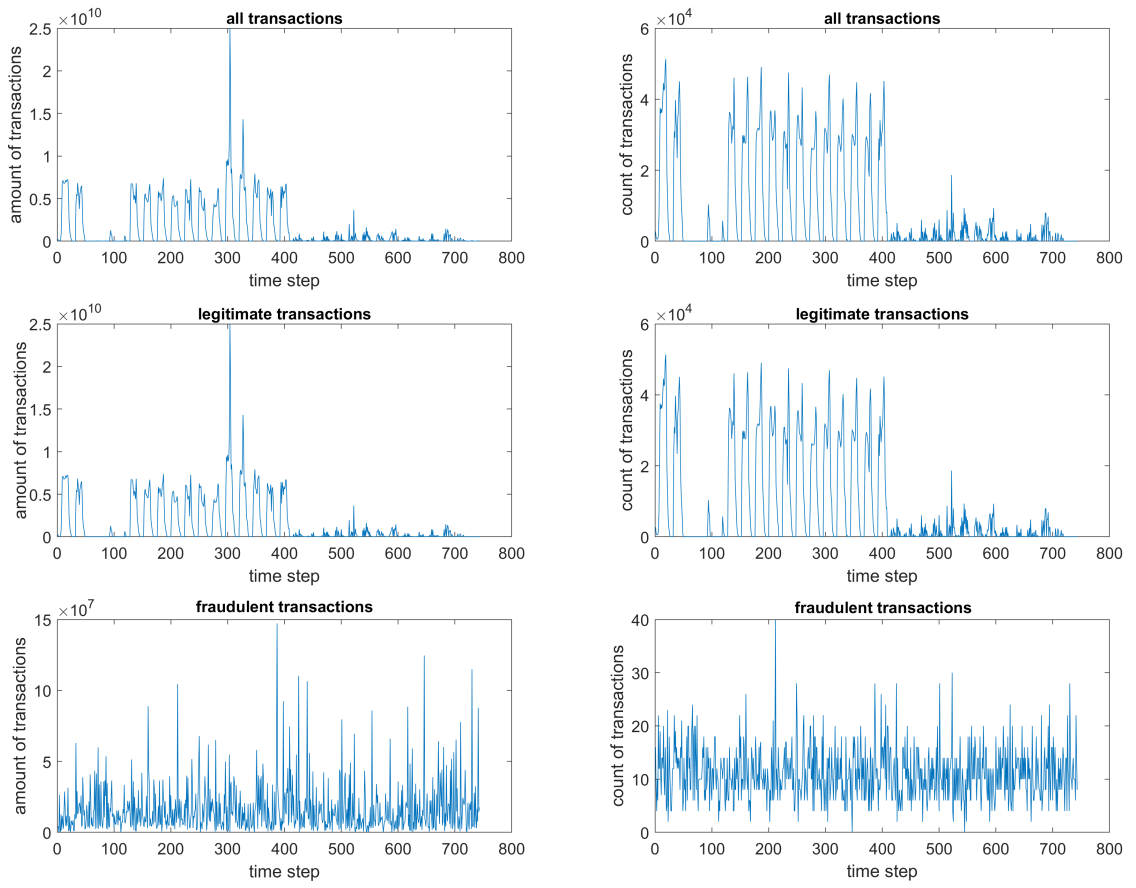 all transactions
×10^10
2.5
2
1.5
1
0.5
0
0 100 200 300 400 500 600 700 800
amount of transactions
time step
all transactions
×10^4
6
4
2
0
0 100 200 300 400 500 600 700 800
count of transactions
time step
legitimate transactions
×10^10
2.5
2
1.5
1
0.5
0
0 100 200 300 400 500 600 700 800
amount of transactions
time step
legitimate transactions
×10^4
6
4
2
0
0 100 200 300 400 500 600 700 800
count of transactions
time step
fraudulent transactions
×10^7
15
10
5
0
0 100 200 300 400 500 600 700 800
amount of transactions
time step
fraudulent transactions
40
30
20
10
0
0 100 200 300 400 500 600 700 800
count of transactions
time step